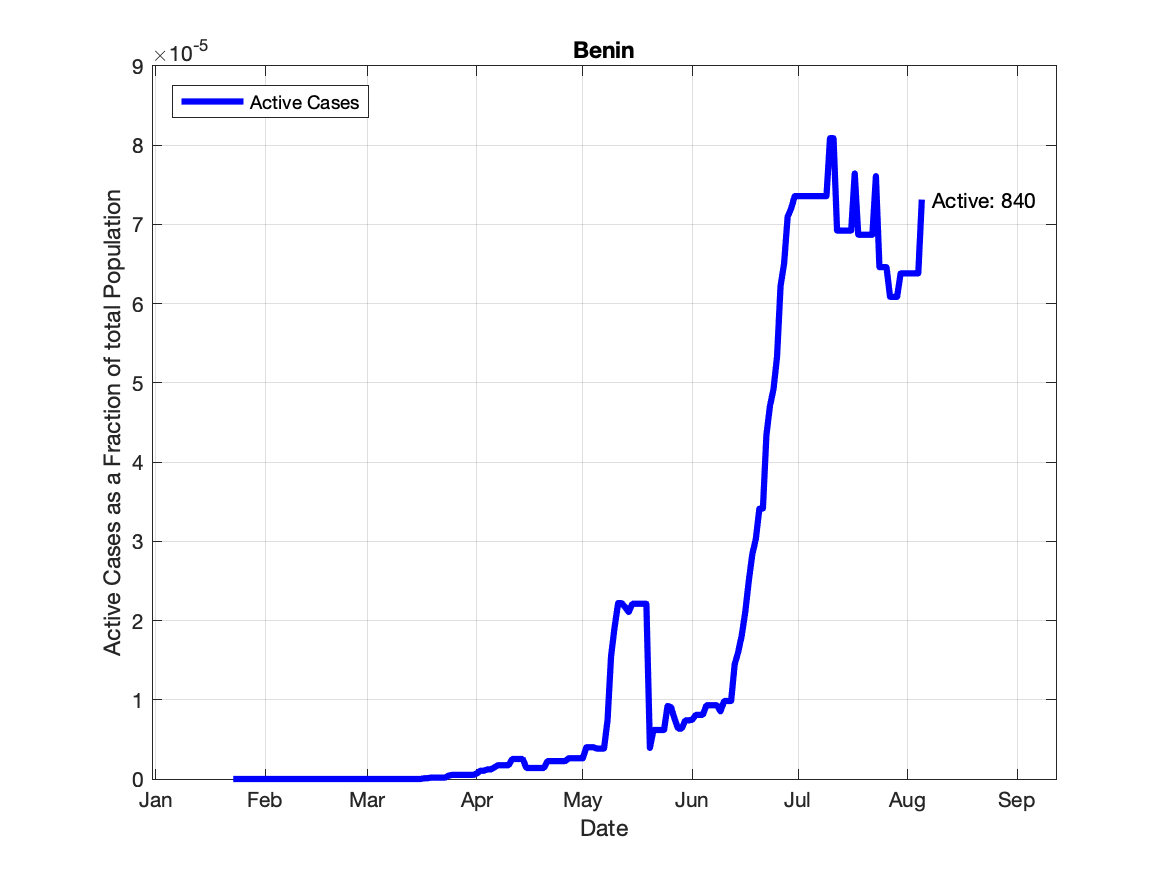 Benin
×10-5
Active Cases
Active: 840
Active Cases as a Fraction of total Population
9
8
7
6
5
4
3
2
1
0
Jan Feb Mar Apr May Jun Jul Aug Sep
Date